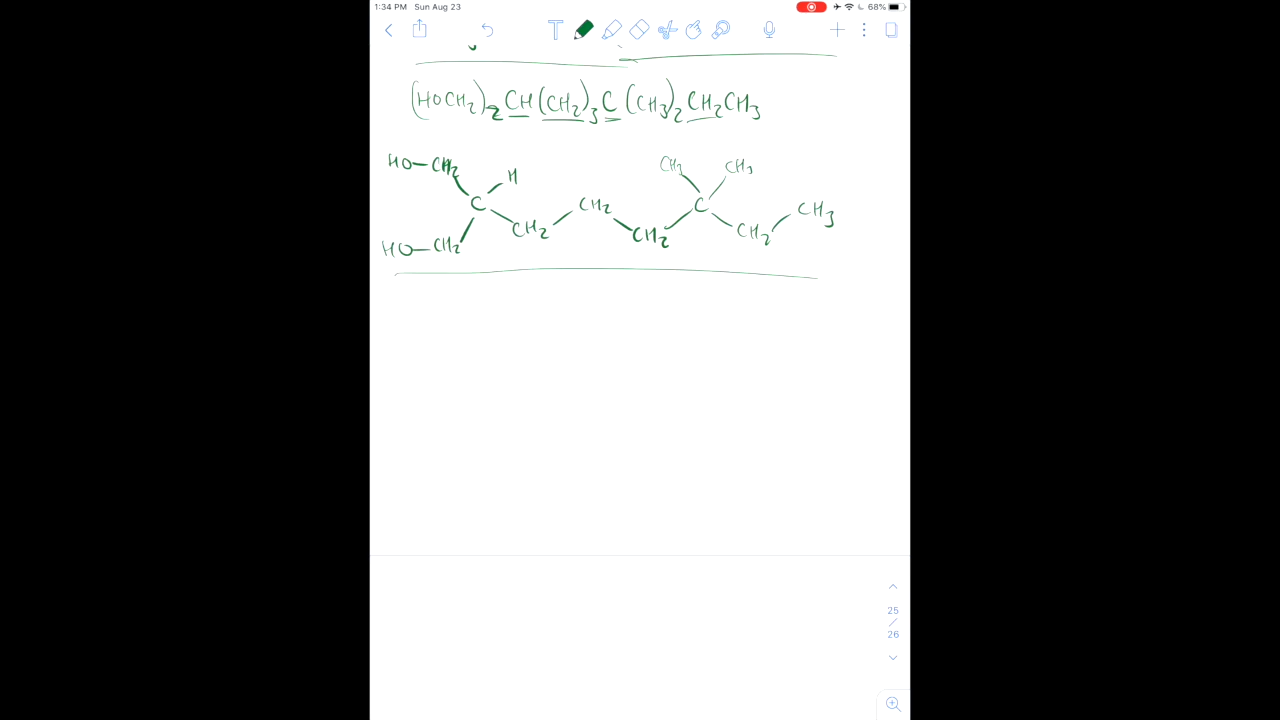 1:34 PM Sun Aug 23 68%
T
(HOCH2)2CH(CH2)3C(CH3)2CH2CH3
HO—CH2 H CH3 CH3
C CH2 C CH3
HO—CH2 CH2 CH2 CH2
25
/
26